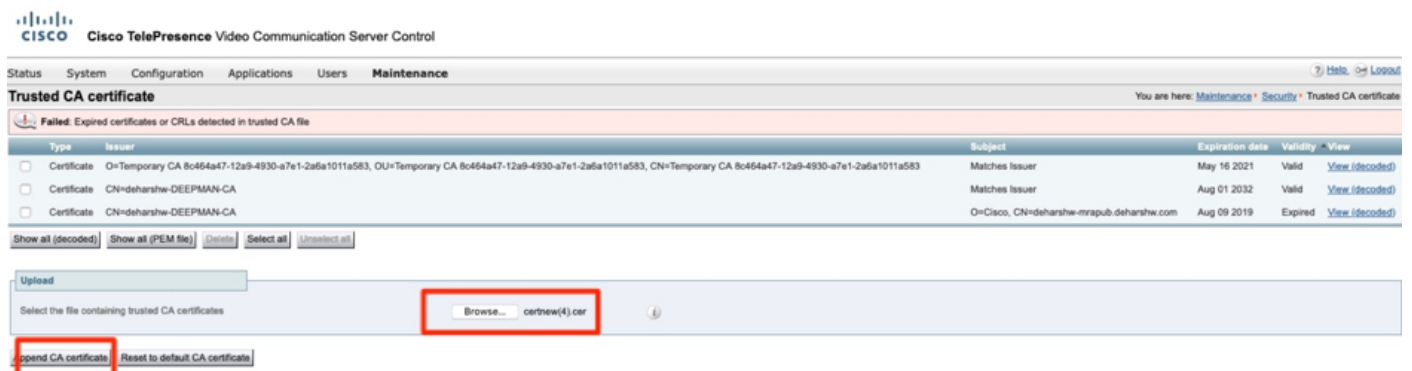 CISCO Cisco TelePresence Video Communication Server Control
Status System Configuration Applications Users Maintenance Help Logout
Trusted CA certificate You are here: Maintenance Security Trusted CA certificate
Failed: Expired certificates or CRLs detected in trusted CA file
Type Issuer Subject Expiration date Validity View
Certificate O=Temporary CA 8c464a47-12a9-4930-a7e1-2a6a1011a583, OU=Temporary CA 8c464a47-12a9-4930-a7e1-2a6a1011a583, CN=Temporary CA 8c464a47-12a9-4930-a7e1-2a6a1011a583 Matches Issuer May 16 2021 Valid View (decoded)
Certificate CN=deharshw-DEEPMAN-CA Matches Issuer Aug 01 2032 Valid View (decoded)
Certificate CN=deharshw-DEEPMAN-CA O=Cisco, CN=deharshw-mrapub.deharshw.com Aug 09 2019 Expired View (decoded)
Show all (decoded) Show all (PEM file) Delete Select all Unselect all
Upload
Select the file containing trusted CA certificates Browse... certnew(4).cer i
Append CA certificate Reset to default CA certificate